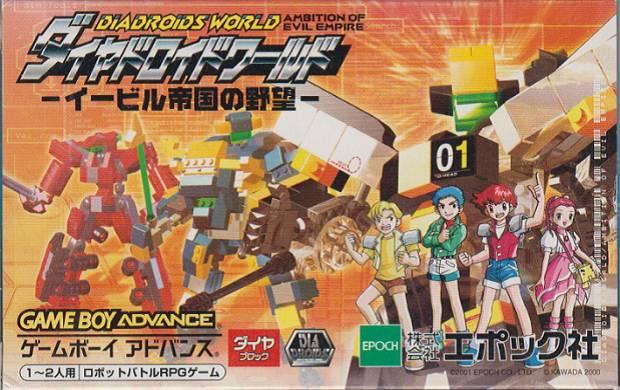 DIADROIDS WORLD
AMBITION OF
EVIL EMPIRE
ダイヤドロイドワールド
-イービル帝国の野望-
01
GAME BOY ADVANCE
ゲームボーイ アドバンス®
1~2人用 ロボットバトルRPGゲーム
ダイヤ
ブロック
DIA
DROIDS
EPOCH
株式会社エポック社
©2001 EPOCH CO., LTD. © KAWADA 2000